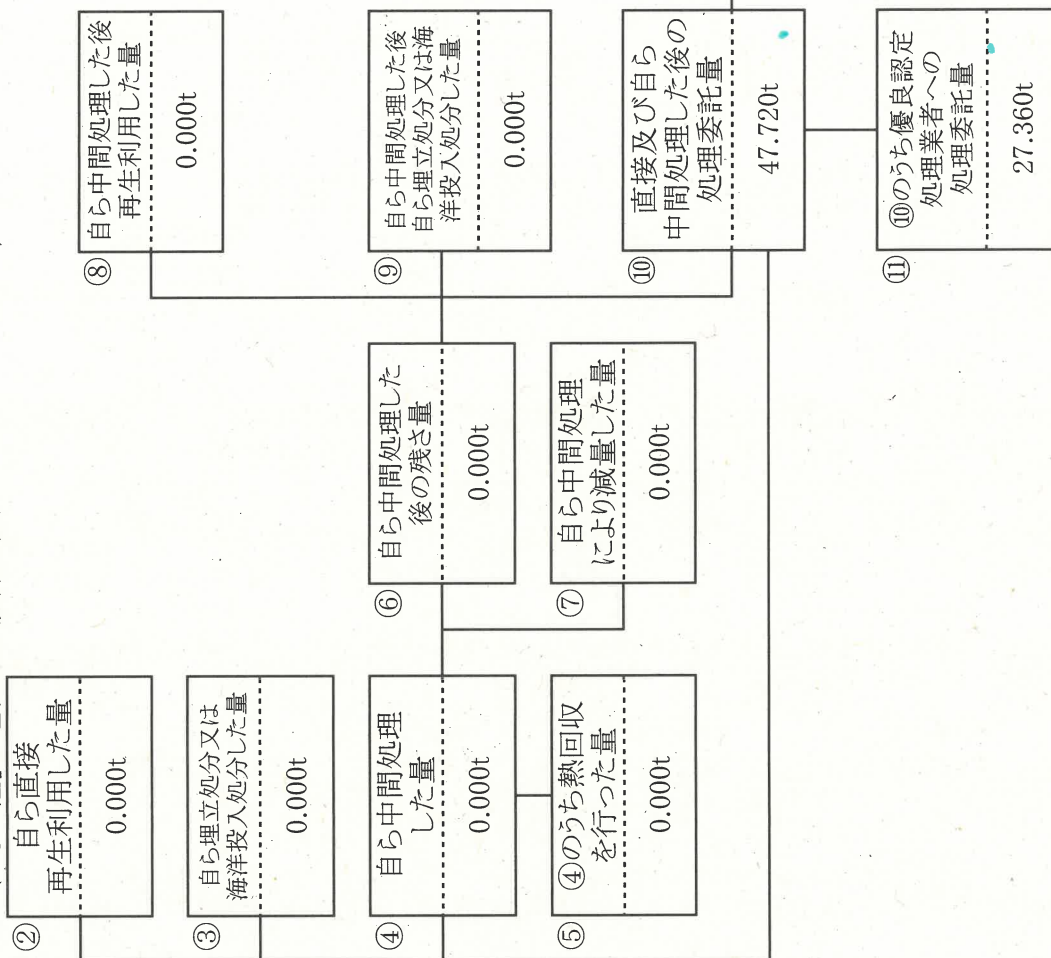 ②
自ら直接
再生利用した量
0.000t
③
自ら埋立処分又は
海洋投入処分した量
0.000t
④
自ら中間処理
した量
0.000t
⑤
④のうち熱回収
を行った量
0.000t
⑥
自ら中間処理した
後の残さ量
0.000t
⑦
自ら中間処理
により減量した量
0.000t
⑧
自ら中間処理した後
再生利用した量
0.000t
⑨
自ら中間処理した後
自ら埋立処分又は海
洋投入処分した量
0.000t
⑩
直接及び自ら
中間処理した後の
処理委託量
47.720t
⑪
⑩のうち優良認定
処理業者への
処理委託量
27.360t